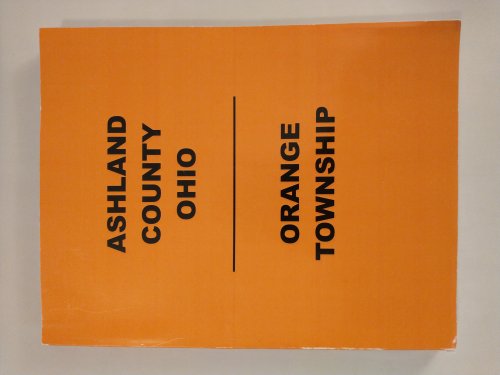 ASHLAND
COUNTY
OHIO
ORANGE
TOWNSHIP